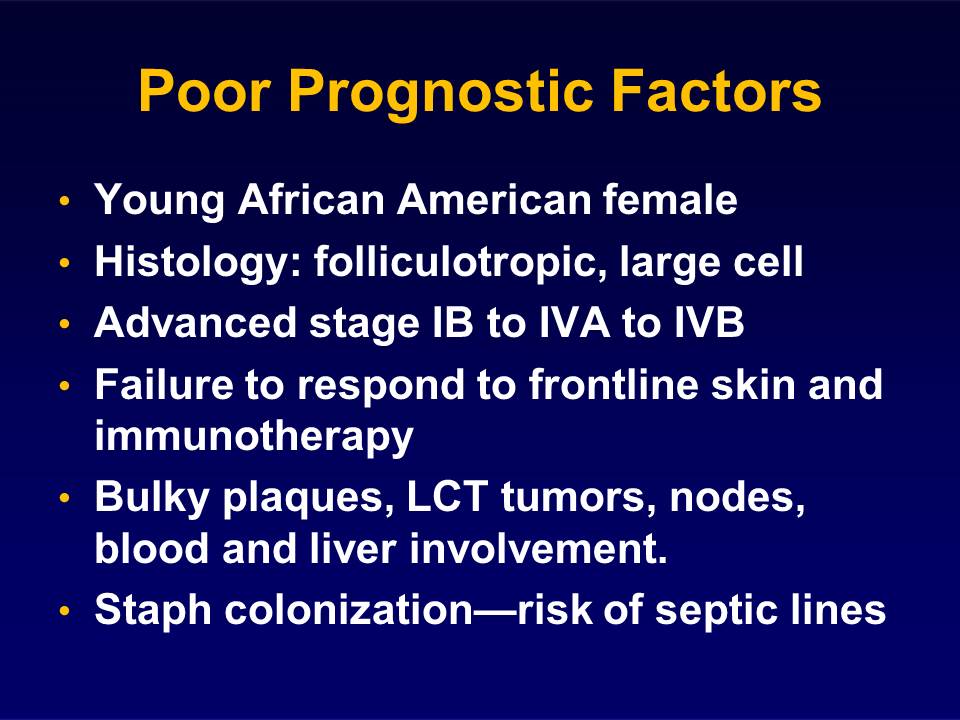 Poor Prognostic Factors
• Young African American female
• Histology: folliculotropic, large cell
• Advanced stage IB to IVA to IVB
• Failure to respond to frontline skin and
immunotherapy
• Bulky plaques, LCT tumors, nodes,
blood and liver involvement.
• Staph colonization—risk of septic lines